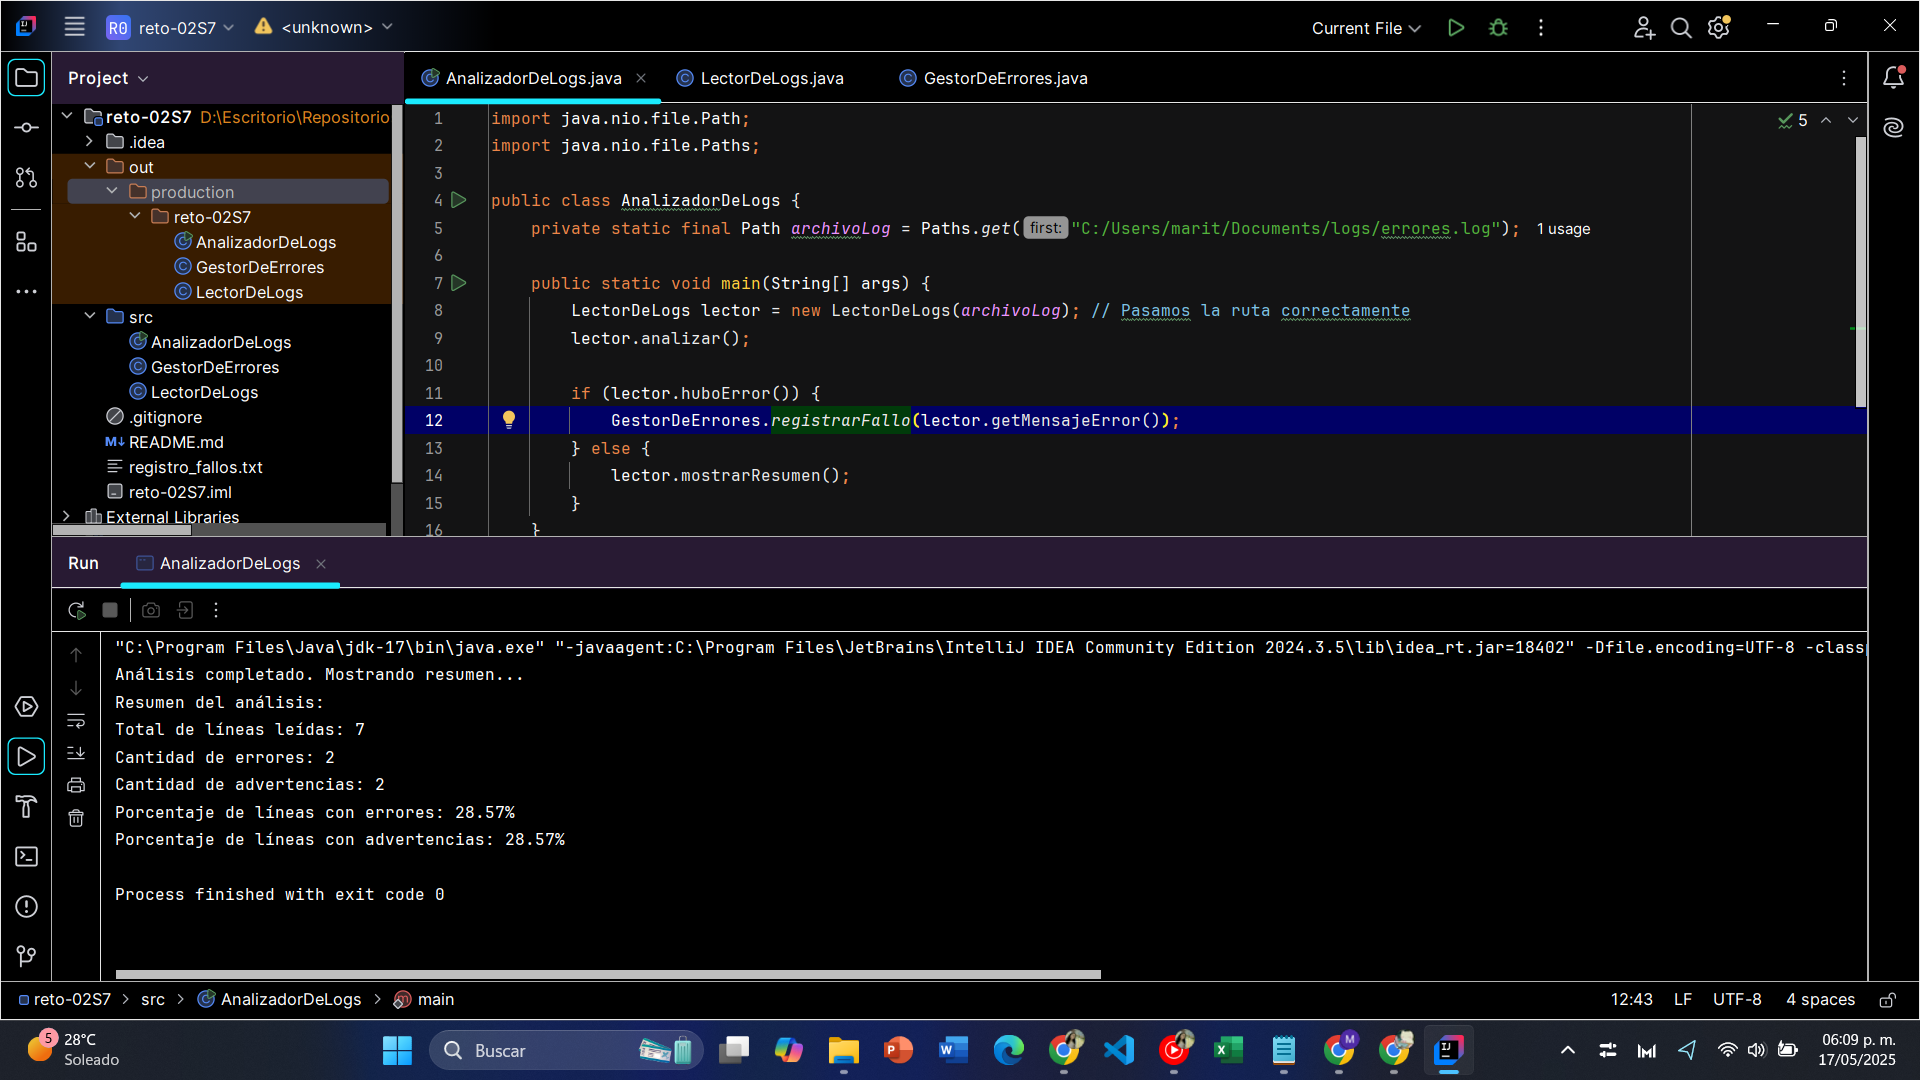 R0 reto-02S7
<unknown>
Current File
Project
AnalizadorDeLogs.java
LectorDeLogs.java
GestorDeErrores.java
reto-02S7 D:\Escritorio\Repositorio
.idea
out
production
reto-02S7
AnalizadorDeLogs
GestorDeErrores
LectorDeLogs
src
AnalizadorDeLogs
GestorDeErrores
LectorDeLogs
.gitignore
M↓ README.md
registro_fallos.txt
reto-02S7.iml
External Libraries
5
1 import java.nio.file.Path;
2 import java.nio.file.Paths;
3
4 public class AnalizadorDeLogs {
5 private static final Path archivoLog = Paths.get( first: "C:/Users/marit/Documents/logs/errores.log"); 1 usage
6
7 public static void main(String[] args) {
8 LectorDeLogs lector = new LectorDeLogs(archivoLog); // Pasamos la ruta correctamente
9 lector.analizar();
10
11 if (lector.huboError()) {
12 GestorDeErrores.registrarFallo(lector.getMensajeError());
13 } else {
14 lector.mostrarResumen();
15 }
16 }
Run
AnalizadorDeLogs
"C:\Program Files\Java\jdk-17\bin\java.exe" "-javaagent:C:\Program Files\JetBrains\IntelliJ IDEA Community Edition 2024.3.5\lib\idea_rt.jar=18402" -Dfile.encoding=UTF-8 -classp
Análisis completado. Mostrando resumen...
Resumen del análisis:
Total de líneas leídas: 7
Cantidad de errores: 2
Cantidad de advertencias: 2
Porcentaje de líneas con errores: 28.57%
Porcentaje de líneas con advertencias: 28.57%
Process finished with exit code 0
reto-02S7 > src > AnalizadorDeLogs > main
12:43 LF UTF-8 4 spaces
5
28°C
Soleado
Buscar
06:09 p. m.
17/05/2025